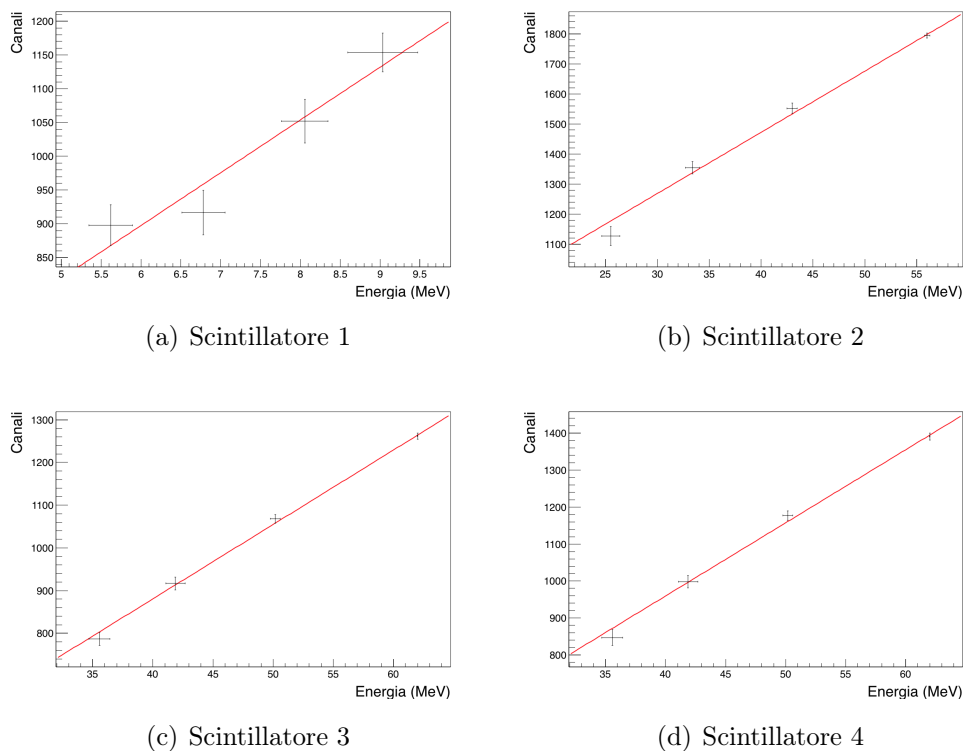 Canali
1200
1150
1100
1050
1000
950
900
850
5 5.5 6 6.5 7 7.5 8 8.5 9 9.5
Energia (MeV)
(a) Scintillatore 1
Canali
1800
1700
1600
1500
1400
1300
1200
1100
25 30 35 40 45 50 55
Energia (MeV)
(b) Scintillatore 2
Canali
1300
1200
1100
1000
900
800
35 40 45 50 55 60
Energia (MeV)
(c) Scintillatore 3
Canali
1400
1300
1200
1100
1000
900
800
35 40 45 50 55 60
Energia (MeV)
(d) Scintillatore 4